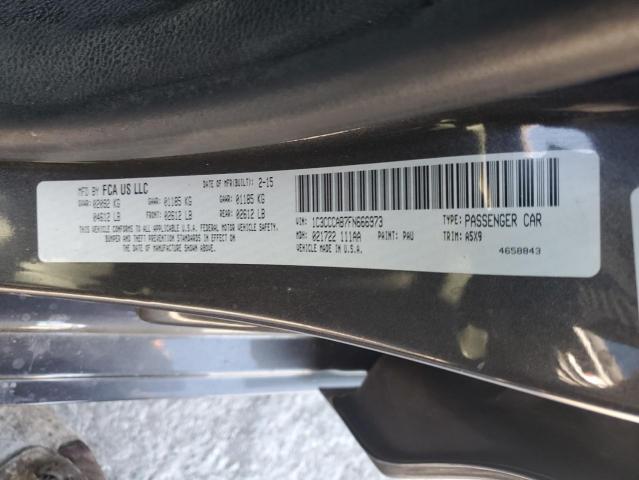 MFD BY FCA US LLC DATE OF MFR(BUILT): 2-15
GVWR: 02092 KG GAWR: 01185 KG GAWR: 01185 KG
04612 LB FRONT: 02612 LB REAR: 02612 LB
THIS VEHICLE CONFORMS TO ALL APPLICABLE U.S.A. FEDERAL MOTOR VEHICLE SAFETY,
BUMPER AND THEFT PREVENTION STANDARDS IN EFFECT ON
THE DATE OF MANUFACTURE SHOWN ABOVE.
VIN: 1C3CCCAB7FN666973 TYPE: PASSENGER CAR
MDH: 021722 111AA PAINT: PAU TRIM: A5X9
VEHICLE MADE IN U.S.A. 4658843